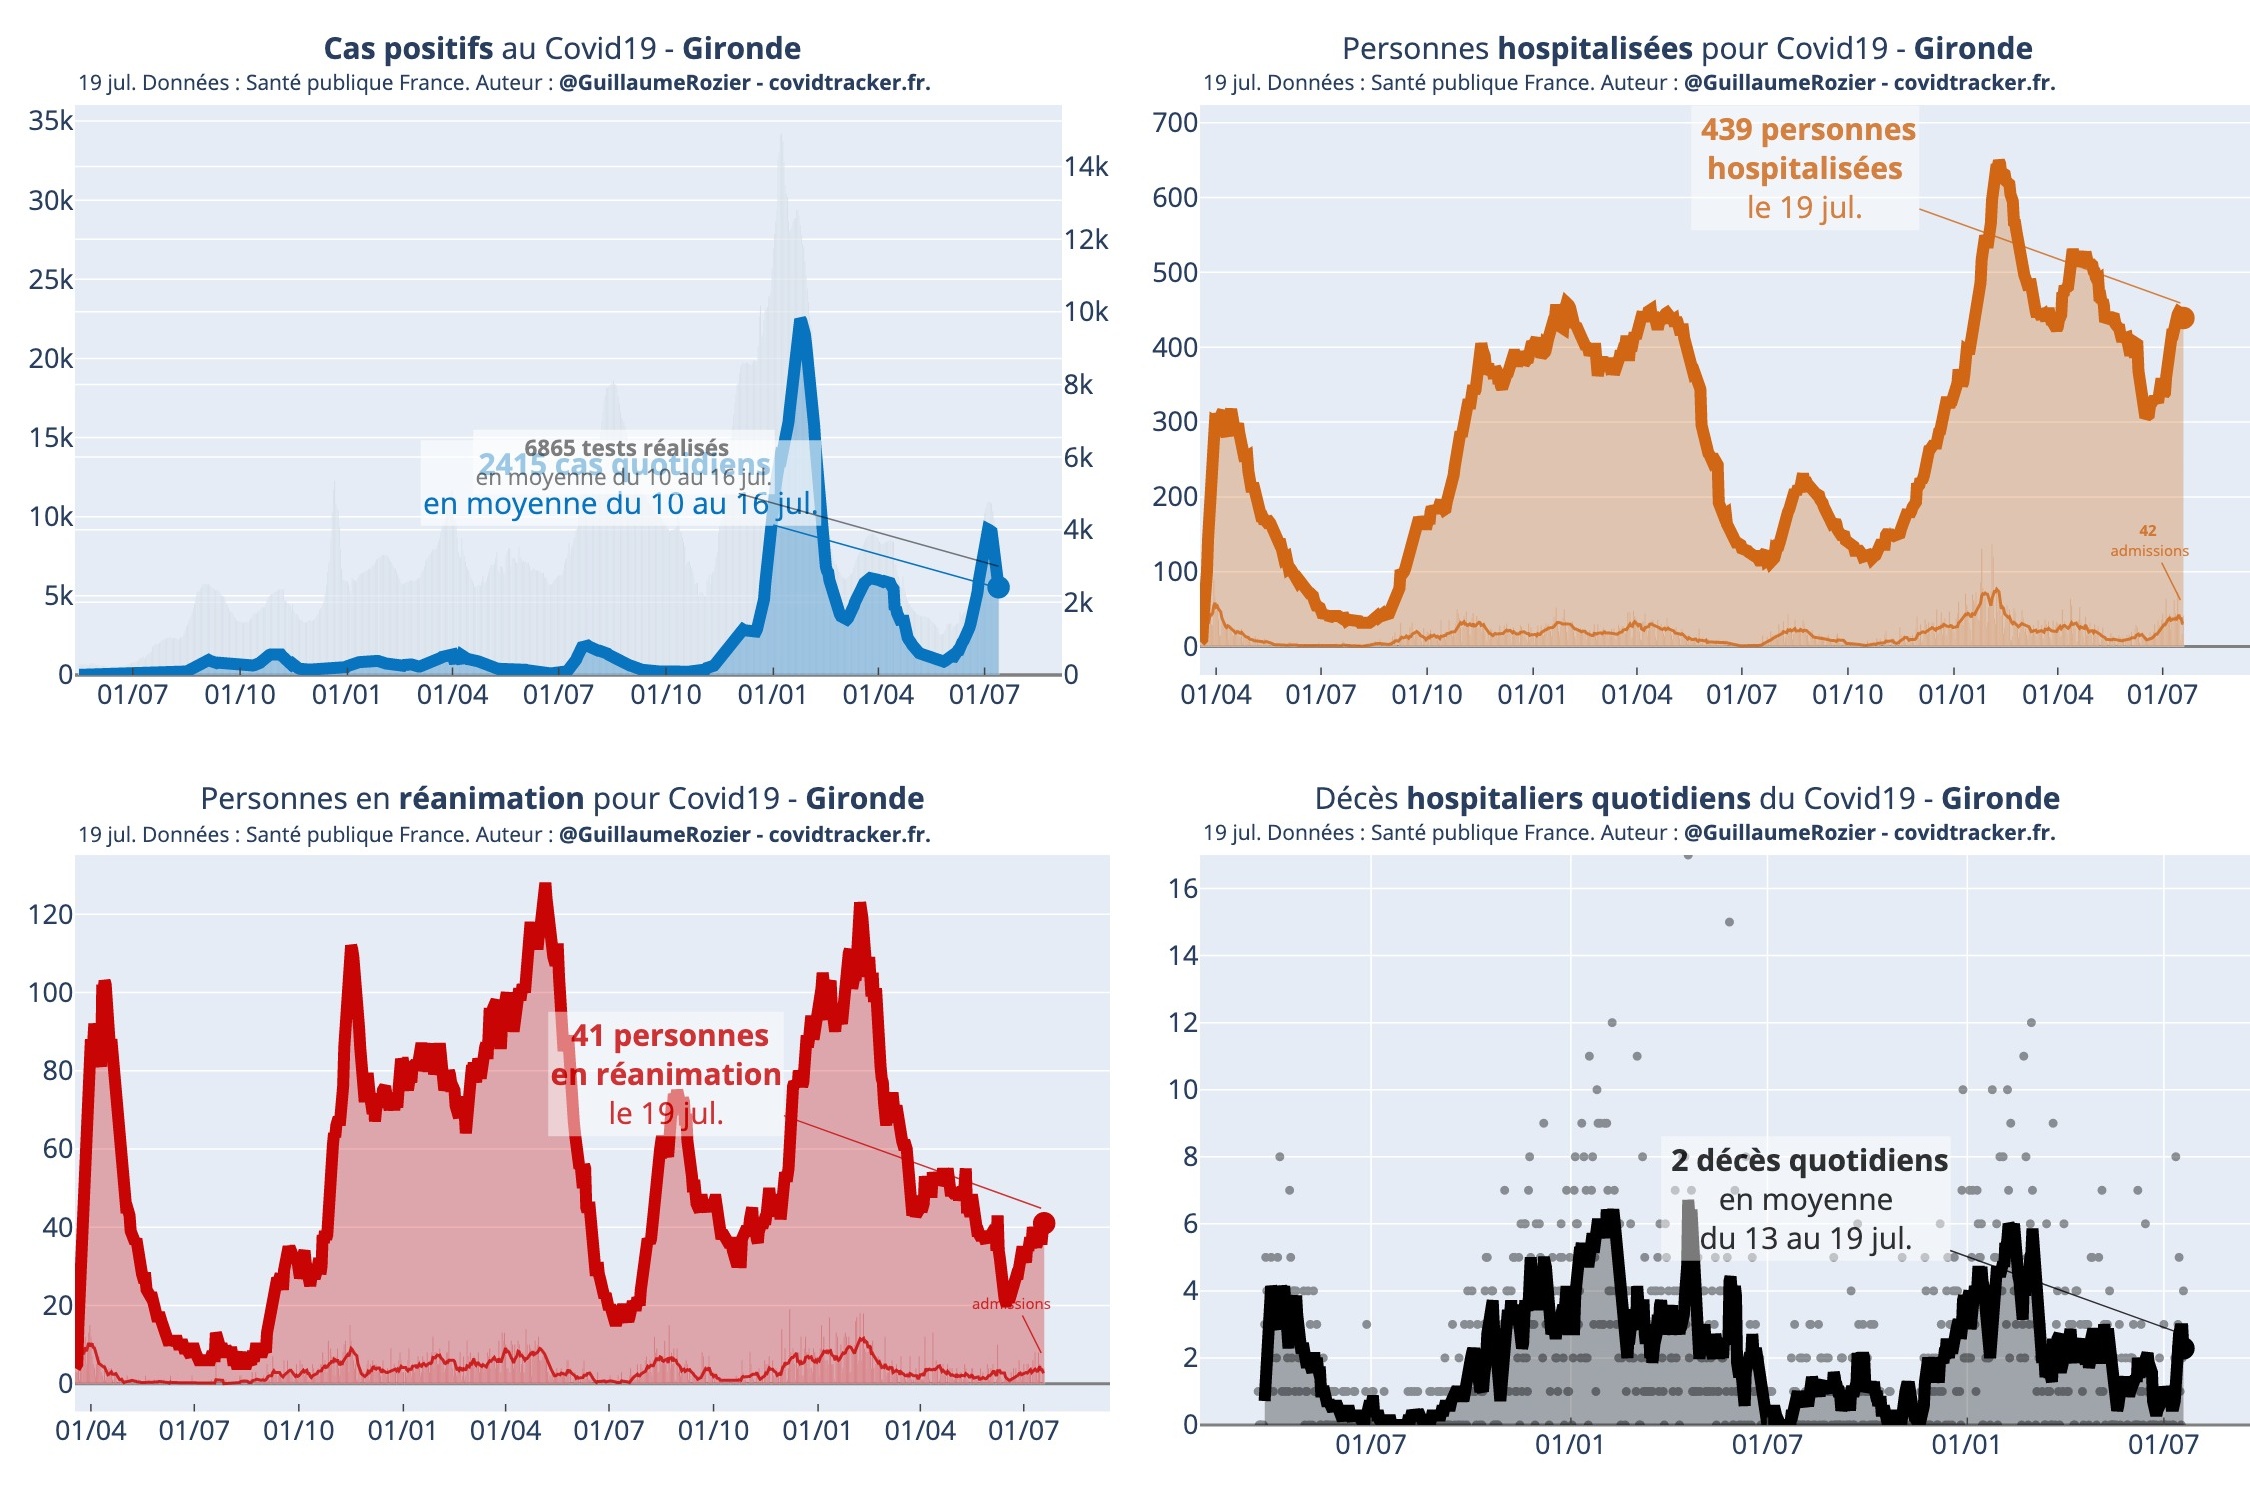 Cas positifs au Covid19 - Gironde
19 jul. Données : Santé publique France. Auteur : @GuillaumeRozier - covidtracker.fr.
35k
30k
25k
20k
15k
10k
5k
0
14k
12k
10k
8k
6k
4k
2k
0
6865 tests réalisés
en moyenne du 10 au 16 jul.
2415 cas quotidiens
en moyenne du 10 au 16 jul.
01/07 01/10 01/01 01/04 01/07 01/10 01/01 01/04 01/07
Personnes hospitalisées pour Covid19 - Gironde
19 jul. Données : Santé publique France. Auteur : @GuillaumeRozier - covidtracker.fr.
700
600
500
400
300
200
100
0
439 personnes
hospitalisées
le 19 jul.
42
admissions
01/04 01/07 01/10 01/01 01/04 01/07 01/10 01/01 01/04 01/07
Personnes en réanimation pour Covid19 - Gironde
19 jul. Données : Santé publique France. Auteur : @GuillaumeRozier - covidtracker.fr.
120
100
80
60
40
20
0
41 personnes
en réanimation
le 19 jul.
admissions
01/04 01/07 01/10 01/01 01/04 01/07 01/10 01/01 01/04 01/07
Décès hospitaliers quotidiens du Covid19 - Gironde
19 jul. Données : Santé publique France. Auteur : @GuillaumeRozier - covidtracker.fr.
16
14
12
10
8
6
4
2
0
2 décès quotidiens
en moyenne
du 13 au 19 jul.
01/07 01/01 01/07 01/01 01/07